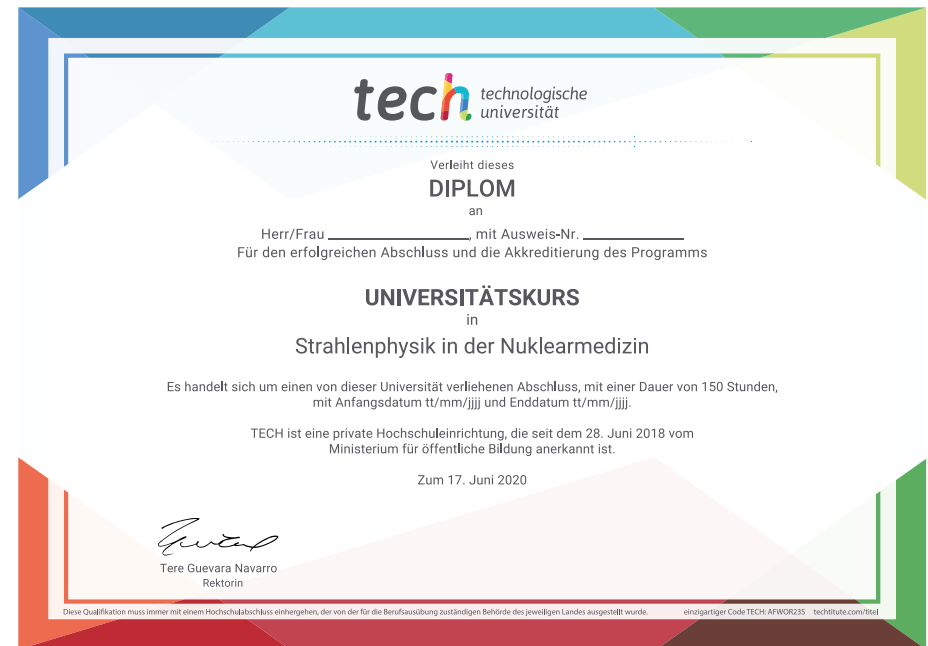 tech technologische
universität
Verleiht dieses
DIPLOM
an
Herr/Frau ____________________, mit Ausweis-Nr. ______________
Für den erfolgreichen Abschluss und die Akkreditierung des Programms
UNIVERSITÄTSKURS
in
Strahlenphysik in der Nuklearmedizin
Es handelt sich um einen von dieser Universität verliehenen Abschluss, mit einer Dauer von 150 Stunden,
mit Anfangsdatum tt/mm/jjjj und Enddatum tt/mm/jjjj.
TECH ist eine private Hochschuleinrichtung, die seit dem 28. Juni 2018 vom
Ministerium für öffentliche Bildung anerkannt ist.
Zum 17. Juni 2020
Tere Guevara Navarro
Rektorin
Diese Qualifikation muss immer mit einem Hochschulabschluss einhergehen, der von der für die Berufsausübung zuständigen Behörde des jeweiligen Landes ausgestellt wurde. einzigartiger Code TECH: AFWOR23S techtitute.com/titel